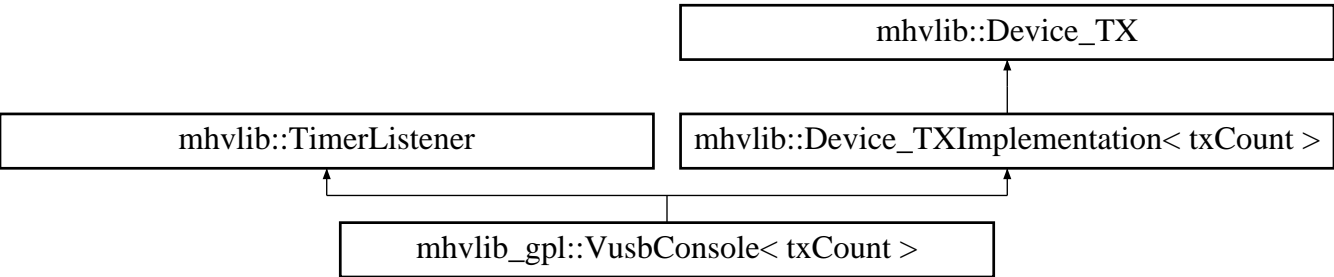 mhvlib::Device_TX
mhvlib::TimerListener
mhvlib::Device_TXImplementation< txCount >
mhvlib_gpl::VusbConsole< txCount >